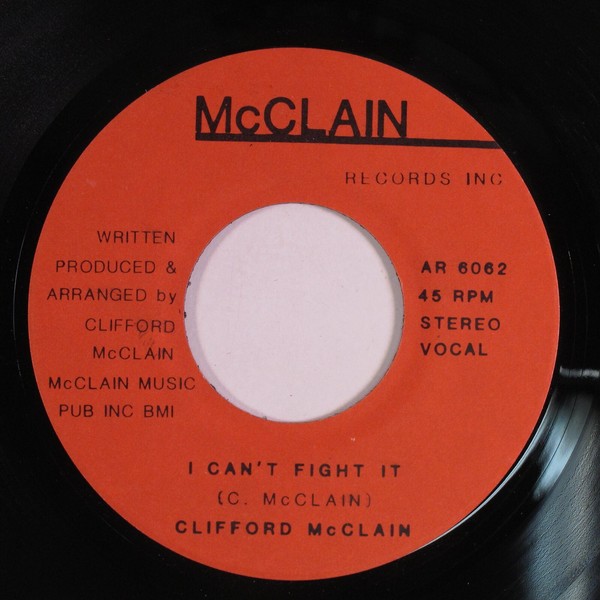 McCLAIN
RECORDS INC
WRITTEN
PRODUCED &
ARRANGED by
CLIFFORD
McCLAIN
McCLAIN MUSIC
PUB INC BMI
AR 6062
45 RPM
STEREO
VOCAL
I CAN'T FIGHT IT
(C. McCLAIN)
CLIFFORD McCLAIN